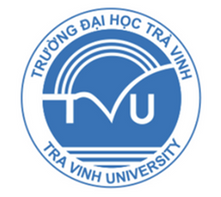 TRƯỜNG ĐẠI HỌC TRÀ VINH
TVU
TRA VINH UNIVERSITY